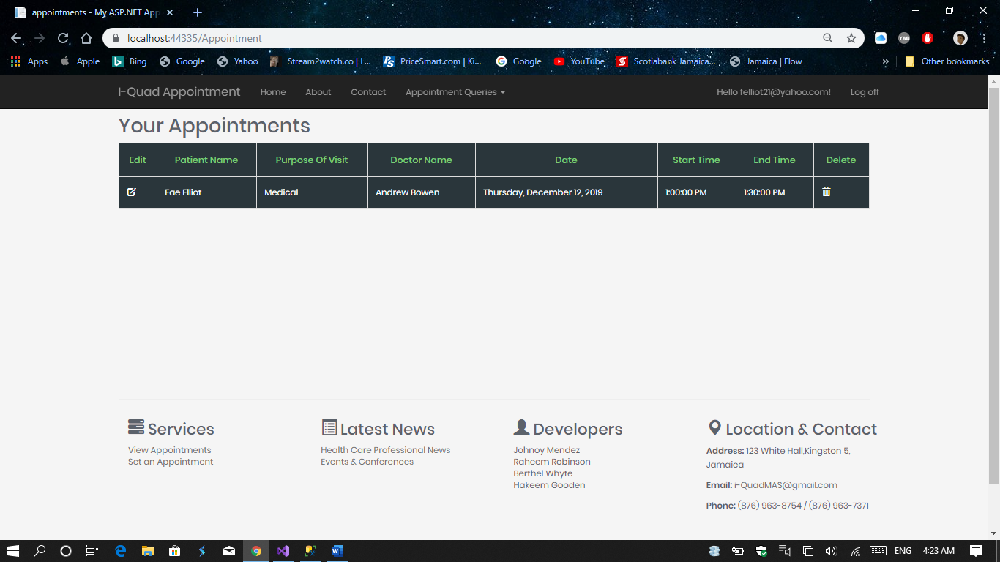 appointments - My ASP.NET App
localhost:44335/Appointment
YAB
Apps Apple Bing Google Yahoo Stream2watch.co | L... PriceSmart.com | Ki... Google YouTube Scotiabank Jamaica... Jamaica | Flow » Other bookmarks
I-Quad Appointment Home About Contact Appointment Queries Hello felliot21@yahoo.com! Log off
Your Appointments
Edit Patient Name Purpose Of Visit Doctor Name Date Start Time End Time Delete
Fae Elliot Medical Andrew Bowen Thursday, December 12, 2019 1:00:00 PM 1:30:00 PM
Services
View Appointments
Set an Appointment
Latest News
Health Care Professional News
Events & Conferences
Developers
Johnoy Mendez
Raheem Robinson
Berthel Whyte
Hakeem Gooden
Location & Contact
Address: 123 White Hall,Kingston 5,
Jamaica
Email: i-QuadMAS@gmail.com
Phone: (876) 963-8754 / (876) 963-7371
ENG 4:23 AM